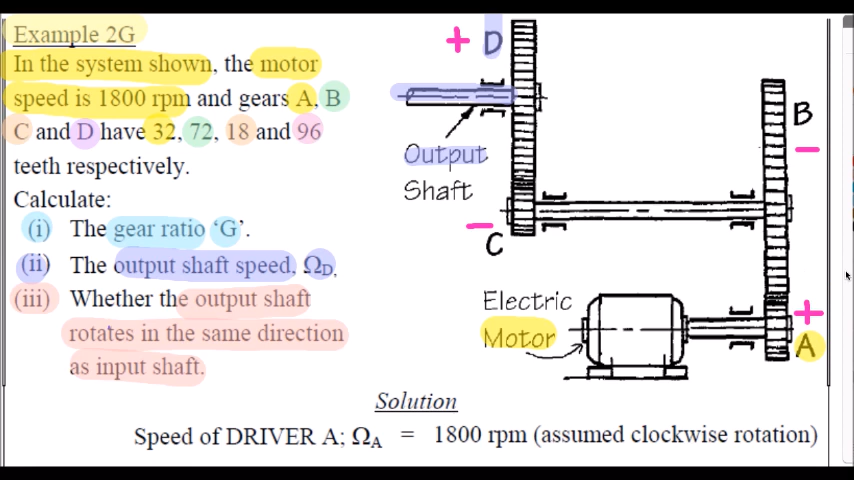 Example 2G
In the system shown, the motor
speed is 1800 rpm and gears A, B
C and D have 32, 72, 18 and 96
teeth respectively.
Calculate:
(i) The gear ratio ‘G’.
(ii) The output shaft speed, ΩD,
(iii) Whether the output shaft
rotates in the same direction
as input shaft.
+ D
Output
Shaft
B
−
− C
Electric
Motor
+
A
Solution
Speed of DRIVER A; ΩA = 1800 rpm (assumed clockwise rotation)